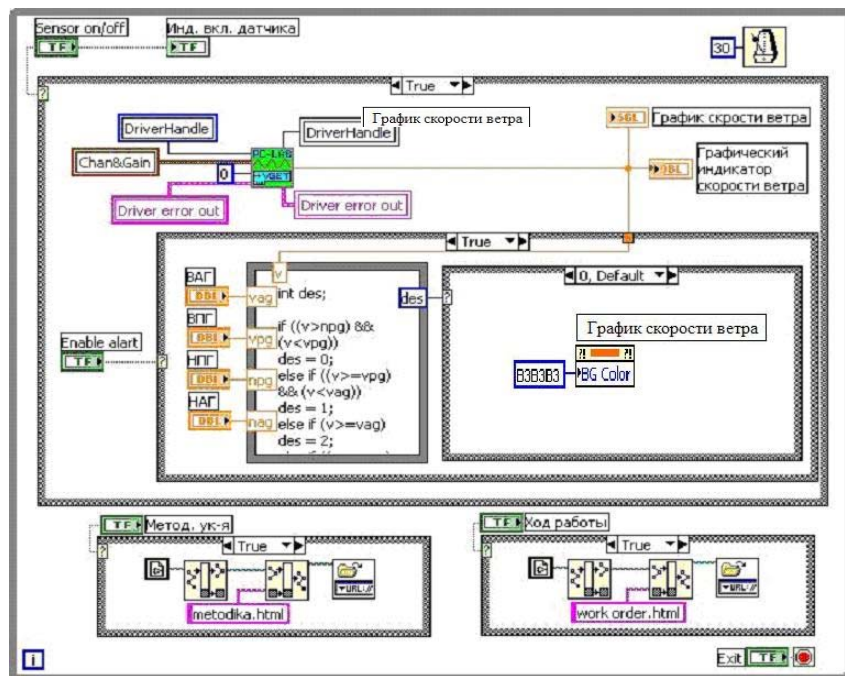 Sensor on/off
Инд. вкл. датчика
TF
TF
30
True
DriverHandle
График скорости ветра
DriverHandle
SGL
График скрости ветра
Chan&Gain
PC-LAB
0
VGET
DBL
Графический
индикатор
скорости ветра
Driver error out
Driver error out
True
0, Default
ВАГ
DBL
vag
v
int des;
des
ВПГ
DBL
vpg
if ((v>npg) &&
(v<vpg))
des = 0;
График скорости ветра
Enable alart
TF
НПГ
DBL
npg
else if ((v>=vpg)
&& (v<vag))
des = 1;
B3B3B3
BG Color
НАГ
DBL
nag
else if (v>=vag)
des = 2;
TF
Метод. ук-я
True
URL://
metodika.html
TF
Ход работы
True
URL://
work order.html
i
Exit
TF